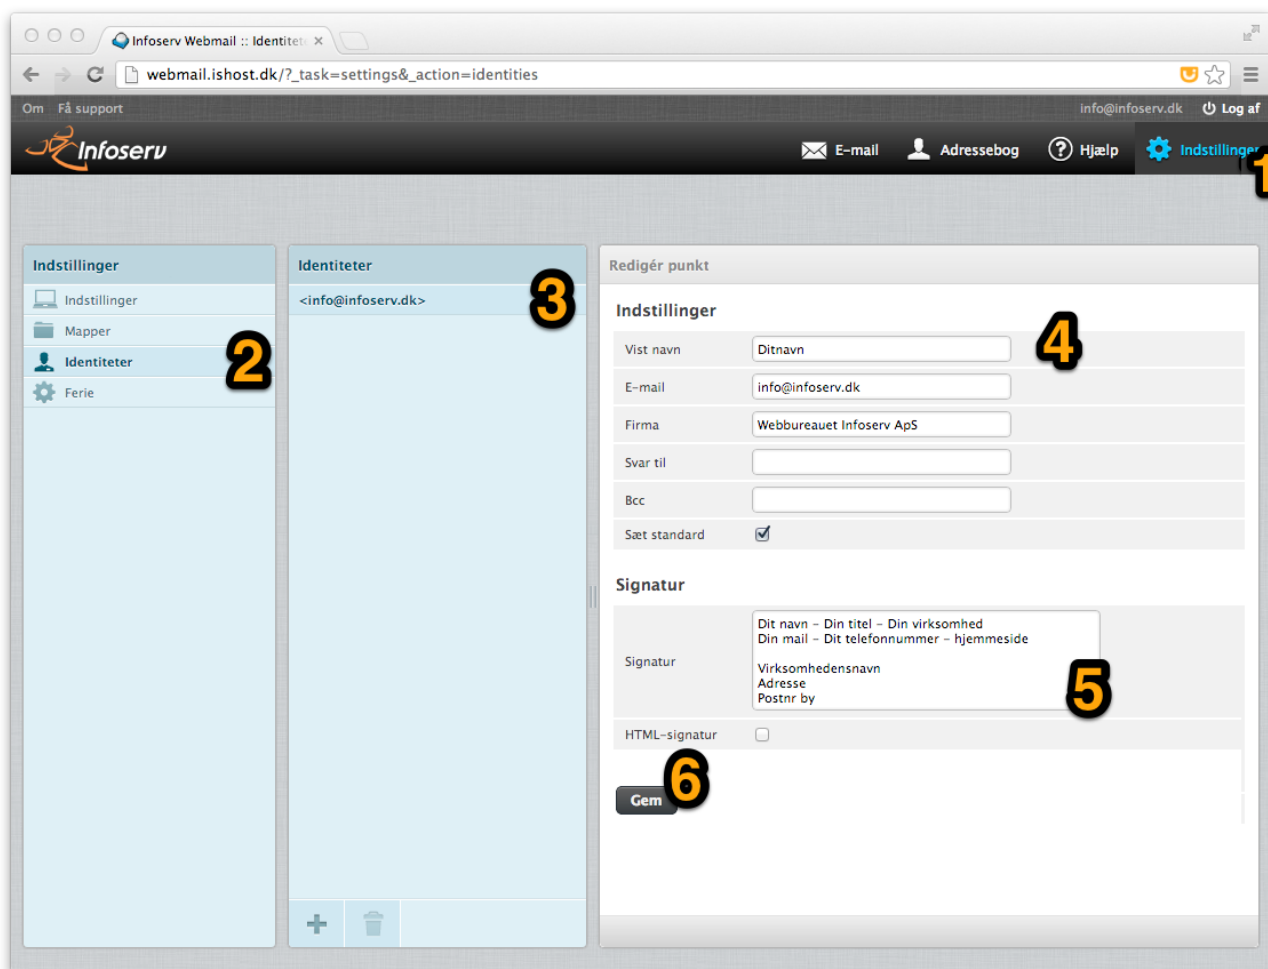 Infoserv Webmail :: Identitet
webmail.ishost.dk/?_task=settings&_action=identities
Om Få support
info@infoserv.dk Log af
Infoserv
E-mail
Adressebog
Hjælp
Indstillinger
1
Indstillinger
Indstillinger
Mapper
Identiteter
Ferie
2
Identiteter
<info@infoserv.dk>
3
Redigér punkt
Indstillinger
4
Vist navn Ditnavn
E-mail info@infoserv.dk
Firma Webbureauet Infoserv ApS
Svar til
Bcc
Sæt standard
Signatur
Signatur
Dit navn - Din titel - Din virksomhed
Din mail - Dit telefonnummer - hjemmeside
Virksomhedensnavn
Adresse
Postnr by
5
HTML-signatur
6
Gem